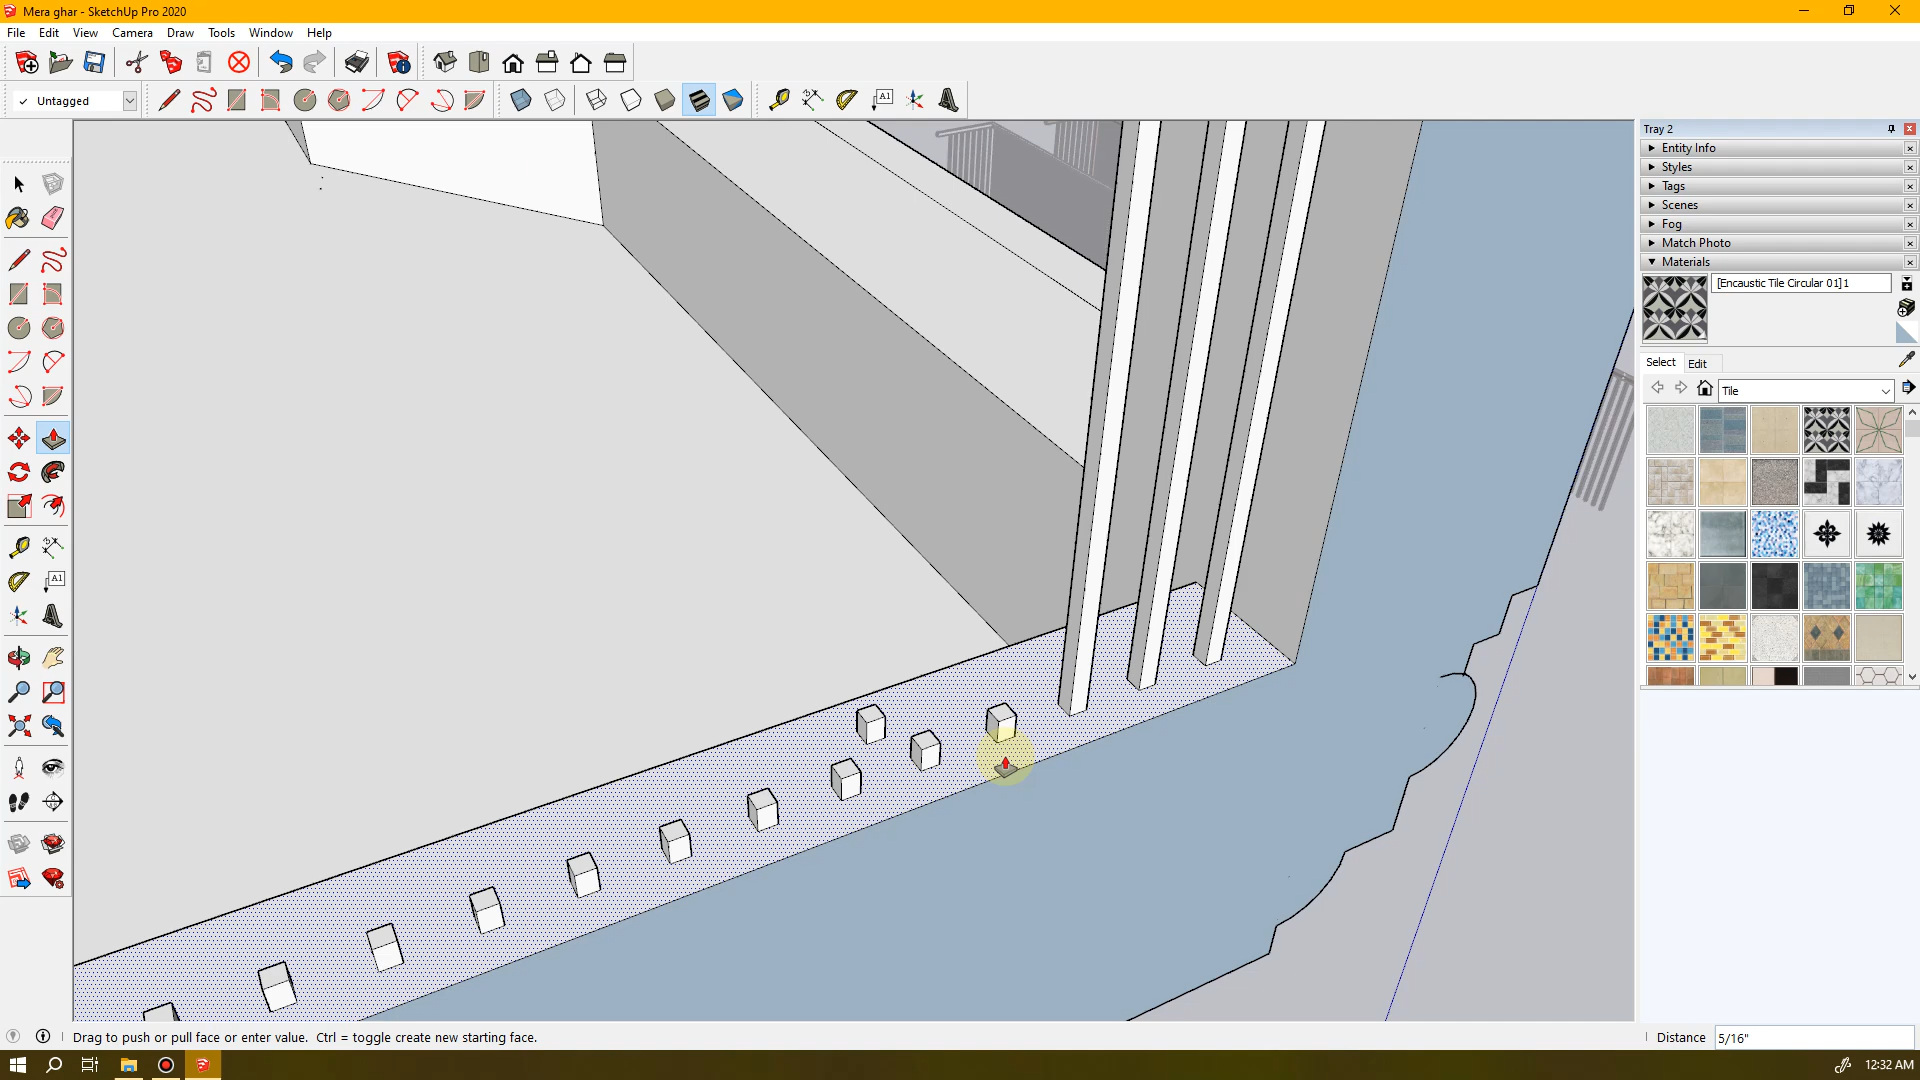 Mera ghar - SketchUp Pro 2020
File Edit View Camera Draw Tools Window Help
Untagged
A1
Tray 2
Entity Info
Styles
Tags
Scenes
Fog
Match Photo
Materials
[Encaustic Tile Circular 01]1
Select Edit
Tile
A1
Drag to push or pull face or enter value. Ctrl = toggle create new starting face.
Distance 5/16"
12:32 AM